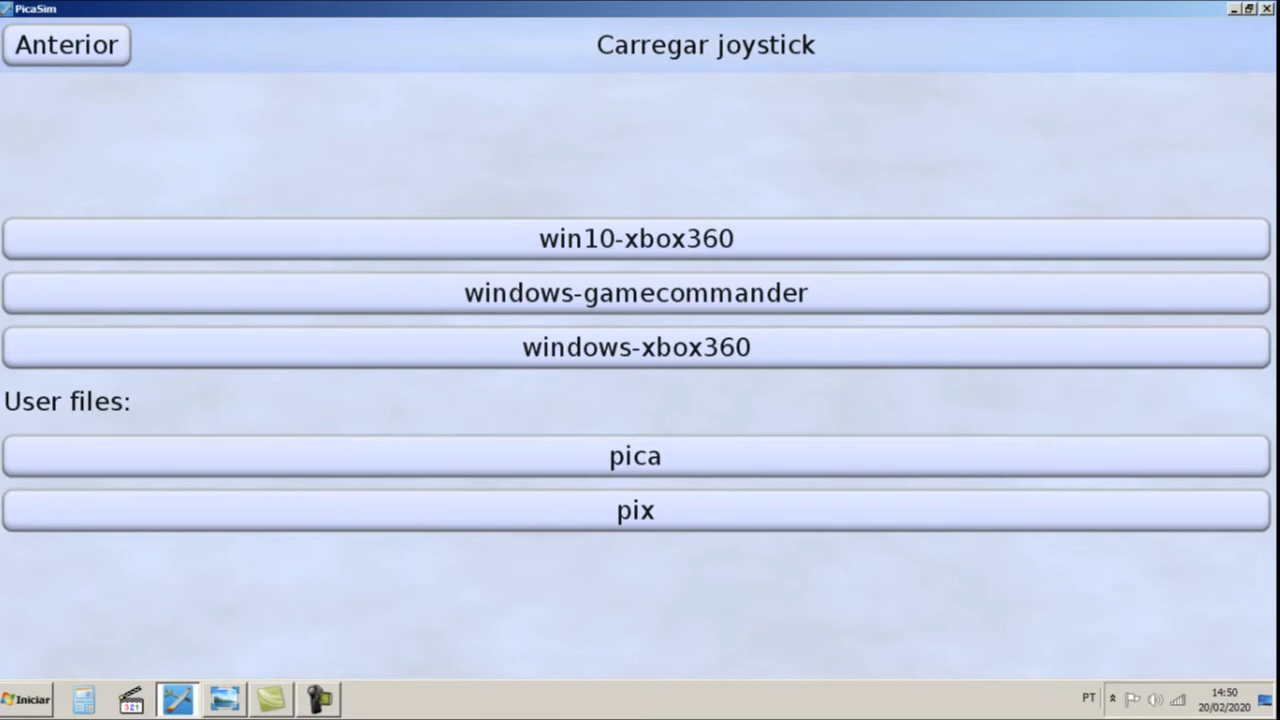 PicaSim
Anterior
Carregar joystick
win10-xbox360
windows-gamecommander
windows-xbox360
User files:
pica
pix
Iniciar
321
PT
14:50
20/02/2020